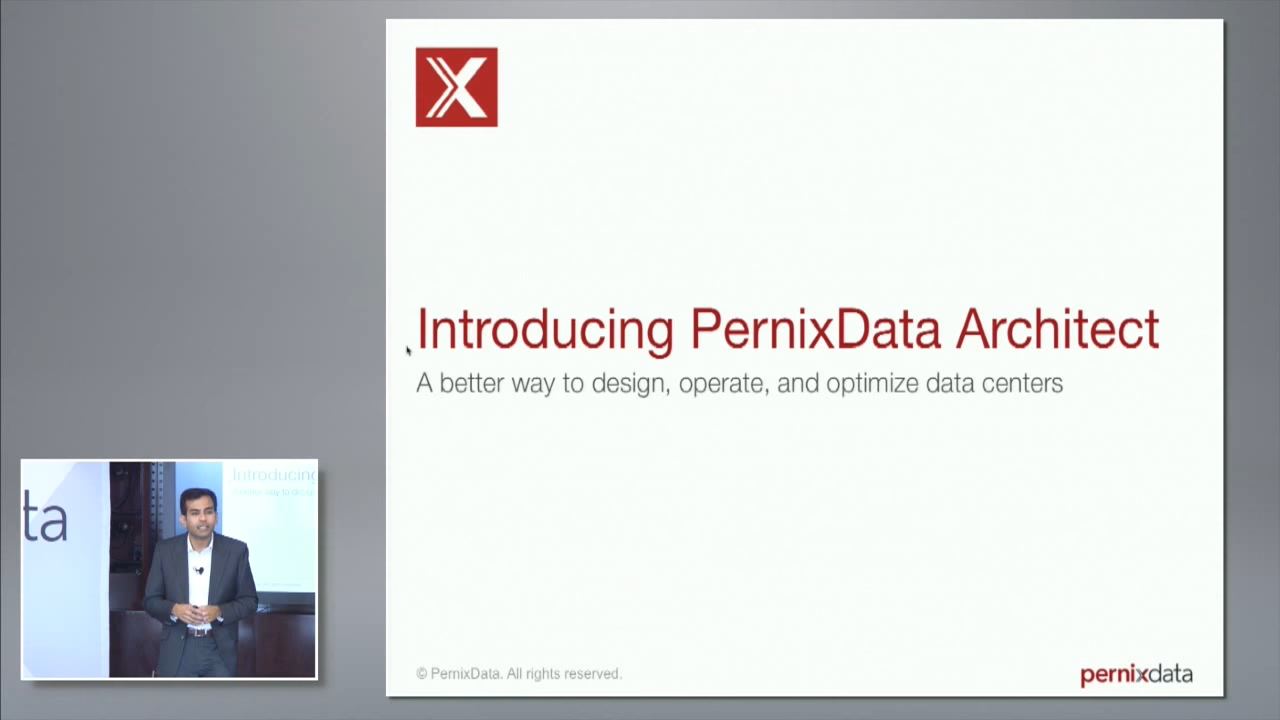 Introducing PernixData Architect
A better way to design, operate, and optimize data centers
© PernixData. All rights reserved.
pernixdata
ta
Introducing